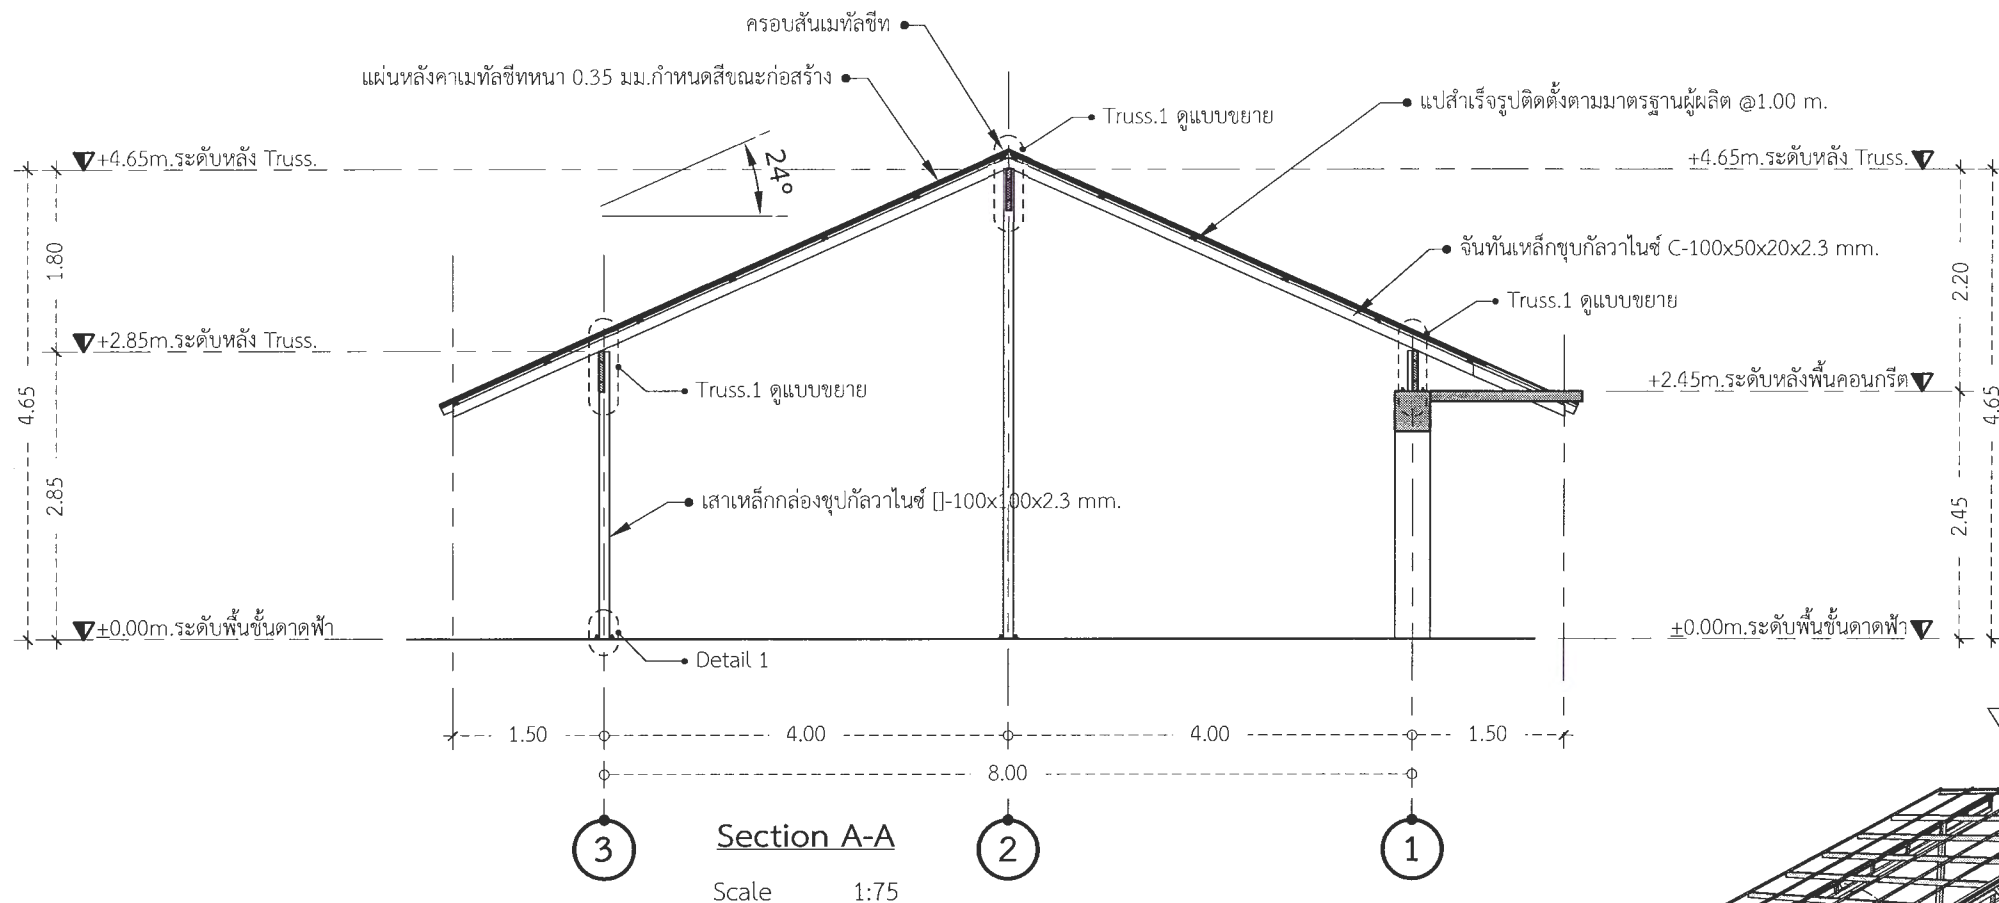 ครอบสันเมทัลชีท
แผ่นหลังคาเมทัลชีทหนา 0.35 มม.กำหนดสีขณะก่อสร้าง
แปสำเร็จรูปติดตั้งตามมาตรฐานผู้ผลิต @1.00 m.
Truss.1 ดูแบบขยาย
+4.65m.ระดับหลัง Truss.
24°
+4.65m.ระดับหลัง Truss.
1.80
จันทันเหล็กชุบกัลวาไนซ์ C-100x50x20x2.3 mm.
2.20
Truss.1 ดูแบบขยาย
+2.85m.ระดับหลัง Truss.
Truss.1 ดูแบบขยาย
+2.45m.ระดับหลังพื้นคอนกรีต
4.65
4.65
2.85
เสาเหล็กกล่องชุปกัลวาไนซ์ []-100x100x2.3 mm.
2.45
±0.00m.ระดับพื้นชั้นดาดฟ้า
±0.00m.ระดับพื้นชั้นดาดฟ้า
Detail 1
1.50 4.00 4.00 1.50
8.00
3 2 1
Section A-A
Scale 1:75